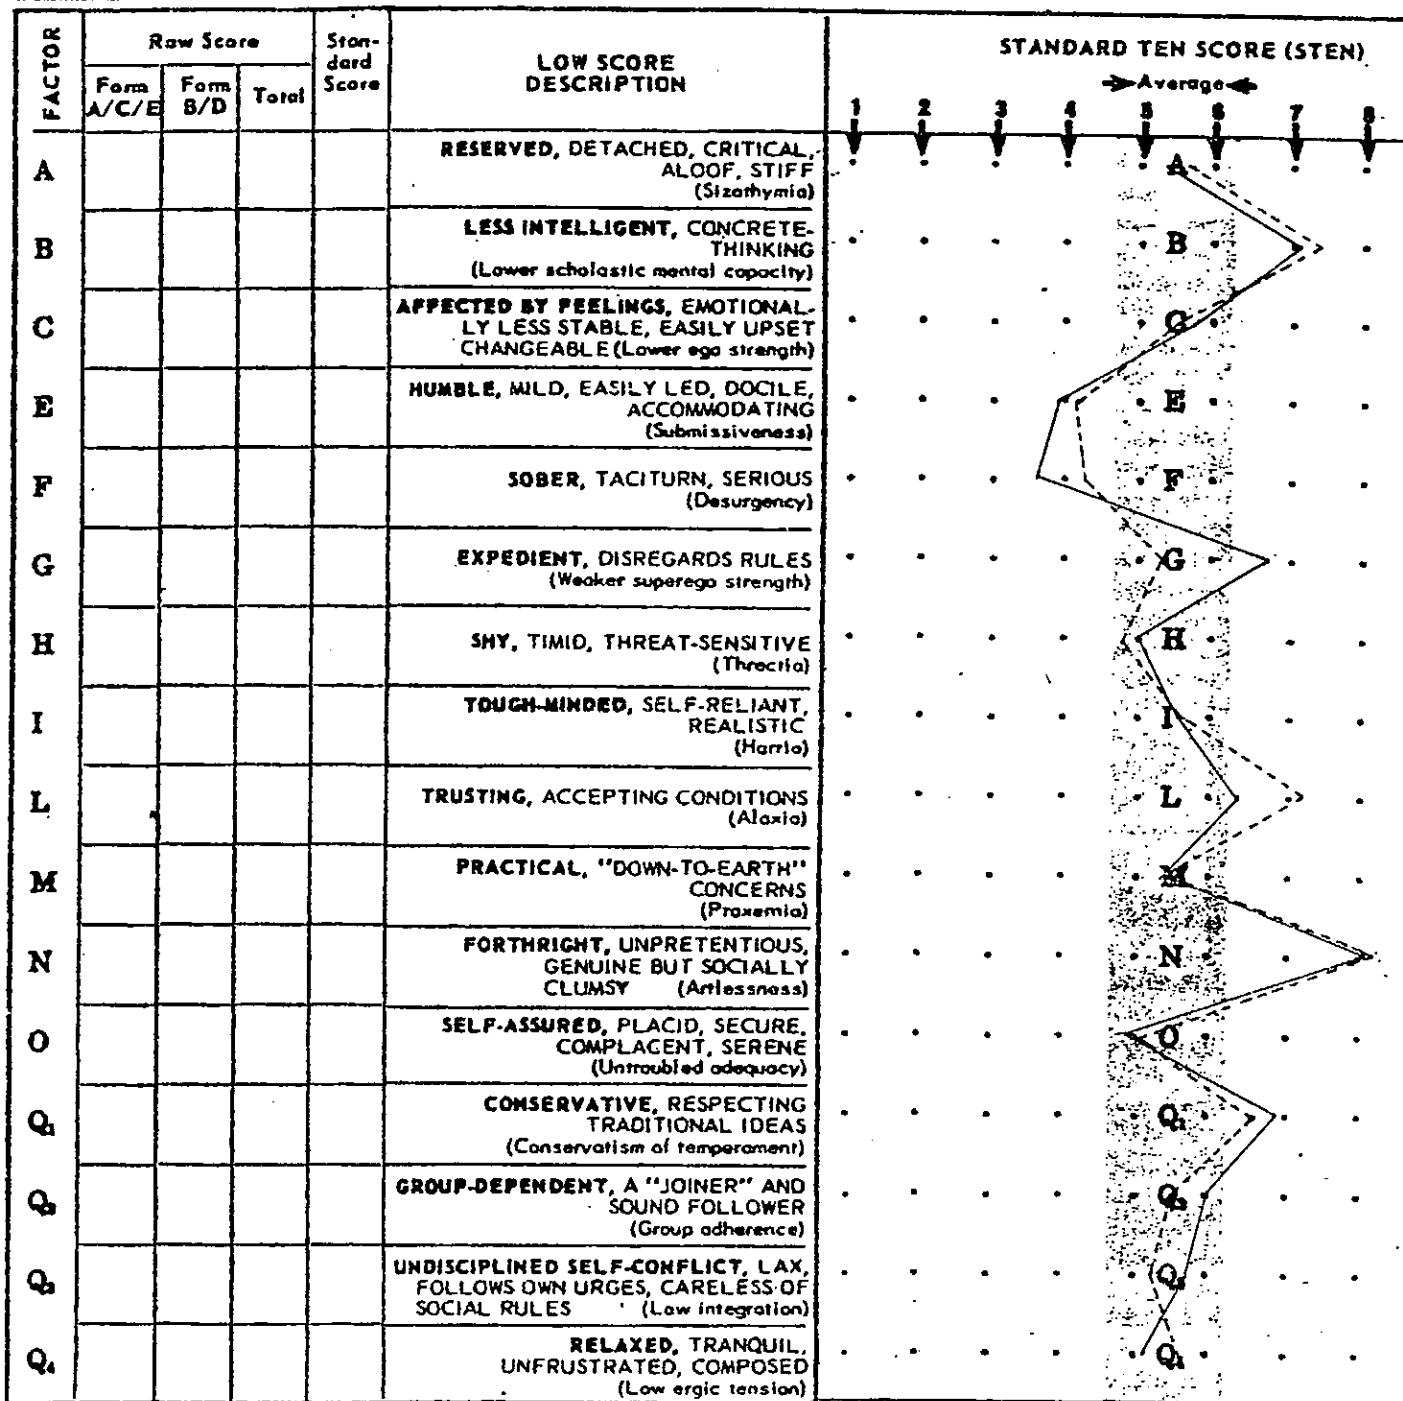 FACTOR
Raw Score
Form A/C/E
Form B/D
Total
Stan-
dard
Score
LOW SCORE
DESCRIPTION
STANDARD TEN SCORE (STEN)
Average
1 2 3 4 5 6 7 8
A
RESERVED, DETACHED, CRITICAL,
ALOOF, STIFF
(Sizathymia)
A
B
LESS INTELLIGENT, CONCRETE-
THINKING
(Lower scholastic mental capacity)
B
C
AFFECTED BY FEELINGS, EMOTIONAL-
LY LESS STABLE, EASILY UPSET
CHANGEABLE (Lower ego strength)
C
E
HUMBLE, MILD, EASILY LED, DOCILE,
ACCOMMODATING
(Submissiveness)
E
F
SOBER, TACITURN, SERIOUS
(Desurgency)
F
G
EXPEDIENT, DISREGARDS RULES
(Weaker superego strength)
G
H
SHY, TIMID, THREAT-SENSITIVE
(Threctia)
H
I
TOUGH-MINDED, SELF-RELIANT,
REALISTIC
(Harria)
I
L
TRUSTING, ACCEPTING CONDITIONS
(Alaxia)
L
M
PRACTICAL, "DOWN-TO-EARTH"
CONCERNS
(Praxemia)
M
N
FORTHRIGHT, UNPRETENTIOUS,
GENUINE BUT SOCIALLY
CLUMSY (Artlessness)
N
O
SELF-ASSURED, PLACID, SECURE,
COMPLACENT, SERENE
(Untroubled adequacy)
O
Q₁
CONSERVATIVE, RESPECTING
TRADITIONAL IDEAS
(Conservatism of temperament)
Q₁
Q₂
GROUP-DEPENDENT, A "JOINER" AND
SOUND FOLLOWER
(Group adherence)
Q₂
Q₃
UNDISCIPLINED SELF-CONFLICT, LAX,
FOLLOWS OWN URGES, CARELESS OF
SOCIAL RULES (Low integration)
Q₃
Q₄
RELAXED, TRANQUIL,
UNFRUSTRATED, COMPOSED
(Low ergic tension)
Q₄